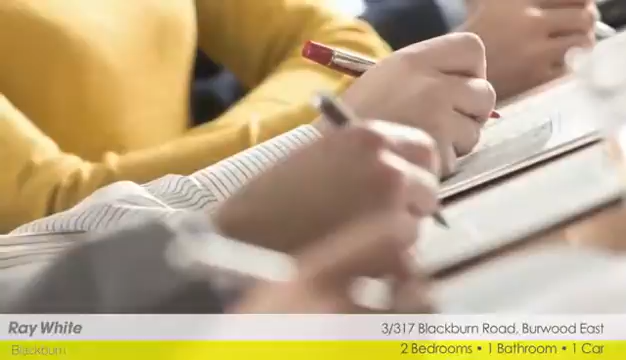 Ray White
3/317 Blackburn Road, Burwood East
Blackburn
2 Bedrooms • 1 Bathroom • 1 Car